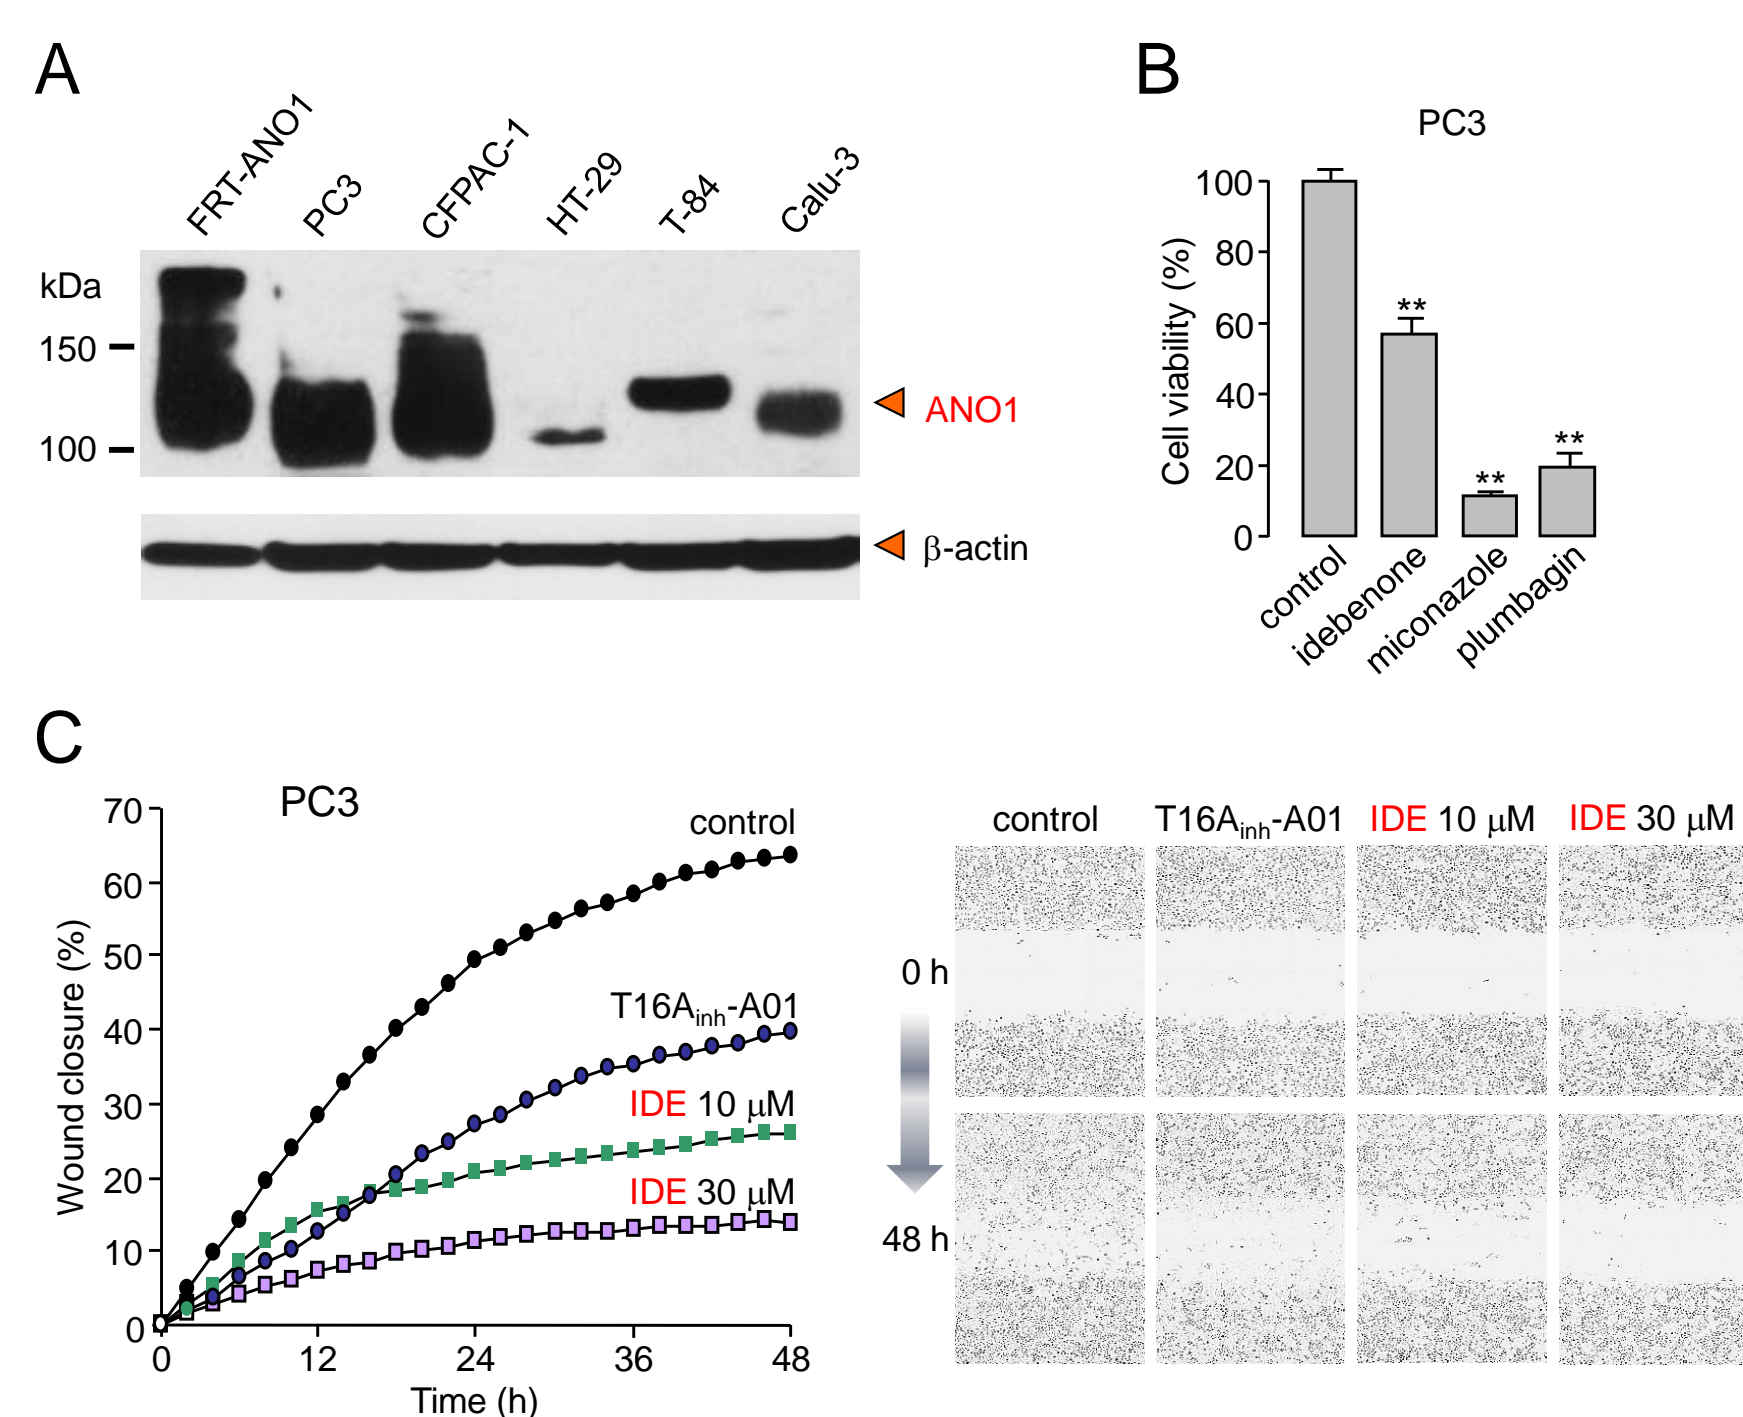 A
FRT-ANO1
PC3
CFPAC-1
HT-29
T-84
Calu-3
kDa
150
100
ANO1
β-actin
B
PC3
Cell viability (%)
100
80
60
40
20
0
**
**
**
control
idebenone
miconazole
plumbagin
C
PC3
Wound closure (%)
70
60
50
40
30
20
10
0
control
T16Ainh-A01
IDE 10 μM
IDE 30 μM
0 12 24 36 48
Time (h)
control T16Ainh-A01 IDE 10 μM IDE 30 μM
0 h
48 h